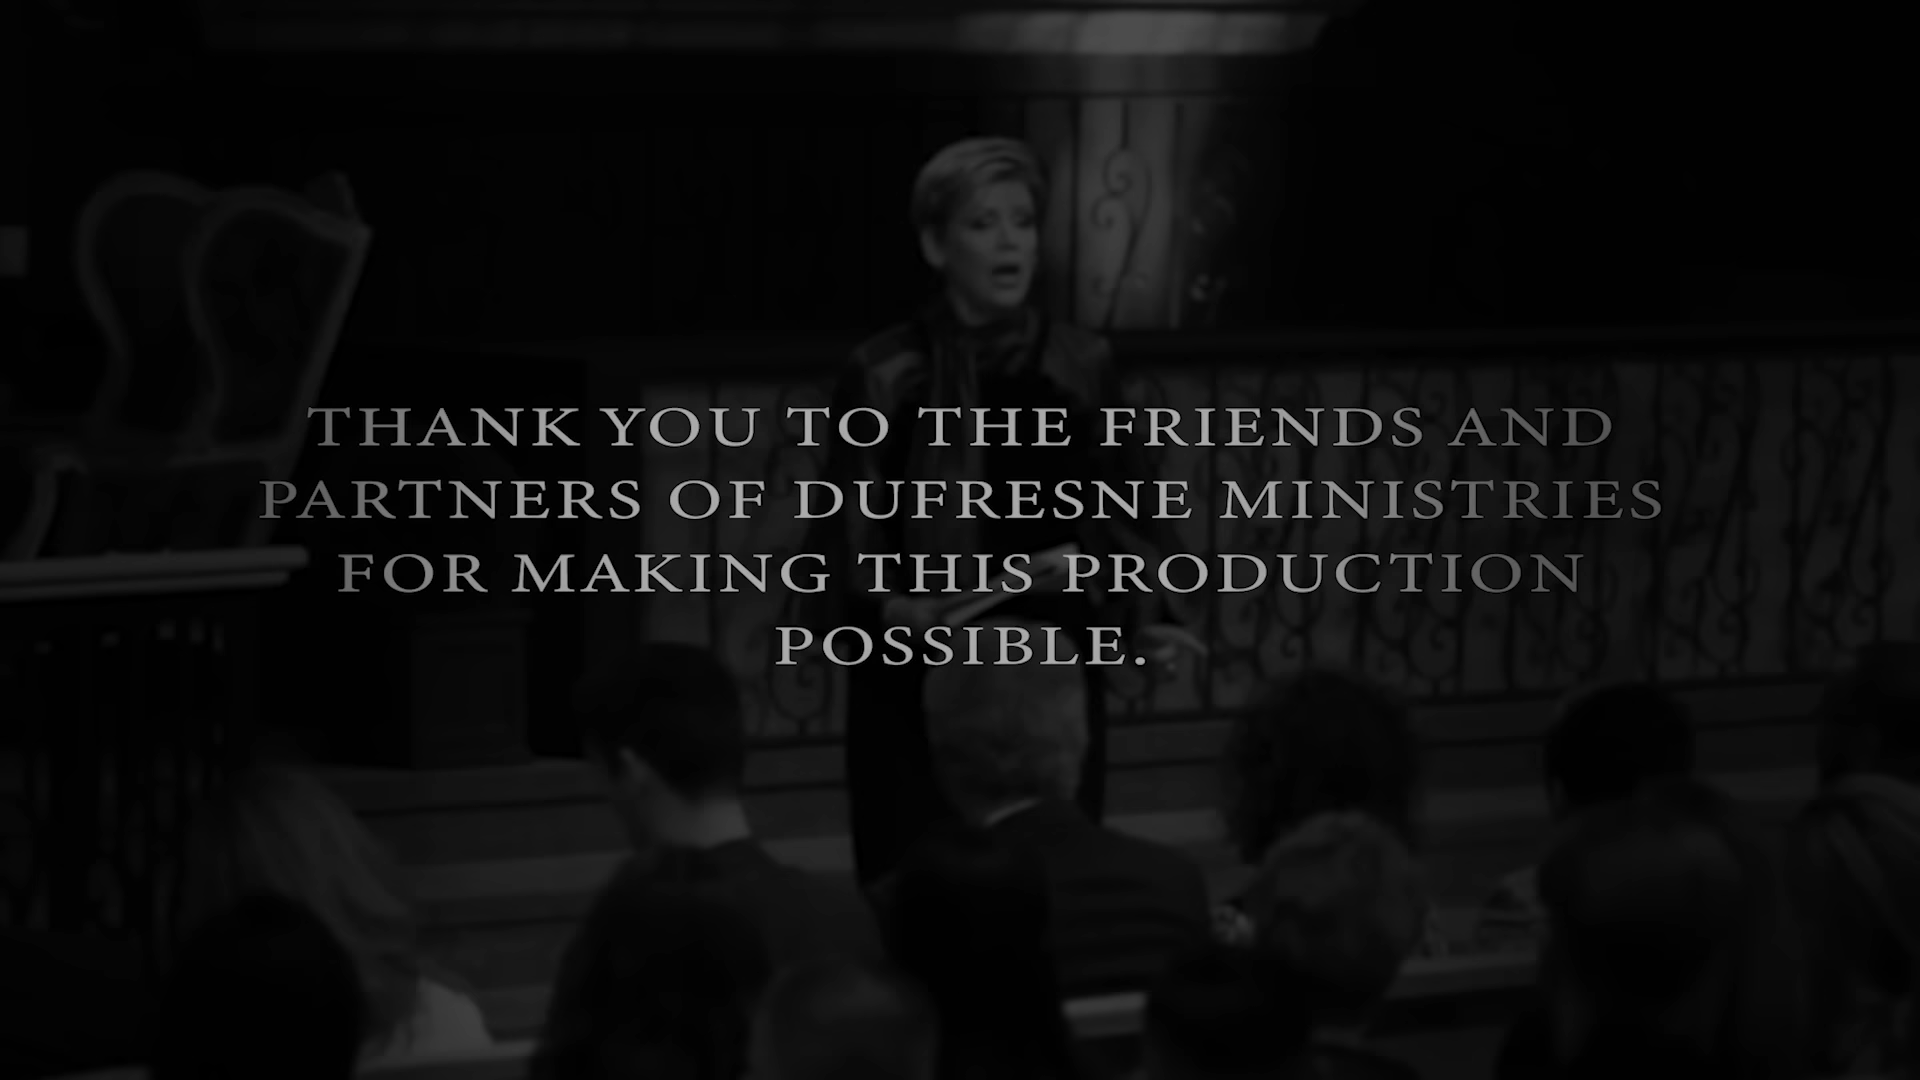 THANK YOU TO THE FRIENDS AND
PARTNERS OF DUFRESNE MINISTRIES
FOR MAKING THIS PRODUCTION
POSSIBLE.